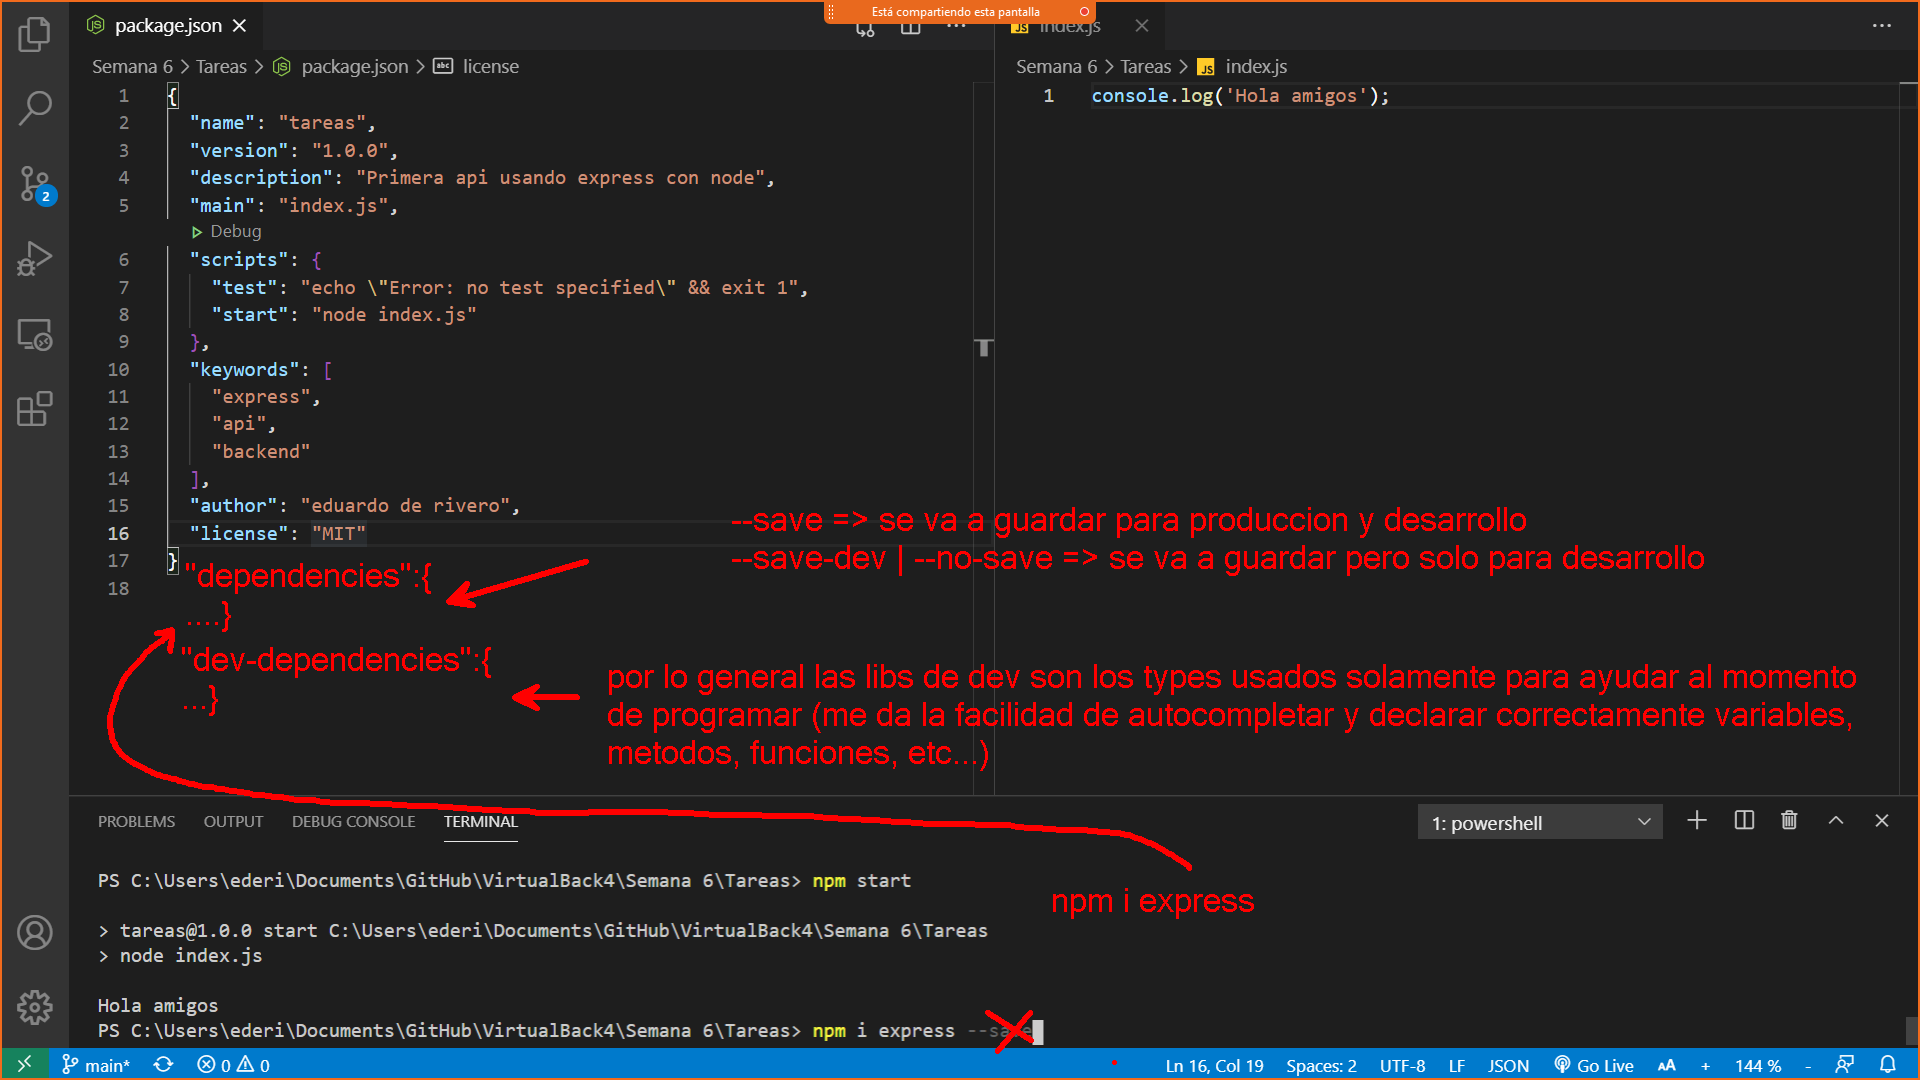 Está compartiendo esta pantalla
package.json
index.js
Semana 6 > Tareas > package.json > license
Semana 6 > Tareas > index.js
1 {
2 "name": "tareas",
3 "version": "1.0.0",
4 "description": "Primera api usando express con node",
5 "main": "index.js",
Debug
6 "scripts": {
7 "test": "echo \"Error: no test specified\" && exit 1",
8 "start": "node index.js"
9 },
10 "keywords": [
11 "express",
12 "api",
13 "backend"
14 ],
15 "author": "eduardo de rivero",
16 "license": "MIT"
17 }
18
1 console.log('Hola amigos');
2
--save => se va a guardar para produccion y desarrollo
--save-dev | --no-save => se va a guardar pero solo para desarrollo
"dependencies":{
....}
"dev-dependencies":{
...}
por lo general las libs de dev son los types usados solamente para ayudar al momento
de programar (me da la facilidad de autocompletar y declarar correctamente variables,
metodos, funciones, etc...)
PROBLEMS OUTPUT DEBUG CONSOLE TERMINAL 1: powershell
PS C:\Users\ederi\Documents\GitHub\VirtualBack4\Semana 6\Tareas> npm start
npm i express
> tareas@1.0.0 start C:\Users\ederi\Documents\GitHub\VirtualBack4\Semana 6\Tareas
> node index.js
Hola amigos
PS C:\Users\ederi\Documents\GitHub\VirtualBack4\Semana 6\Tareas> npm i express --save
main* 0 0 Ln 16, Col 19 Spaces: 2 UTF-8 LF JSON Go Live AA + 144 % -